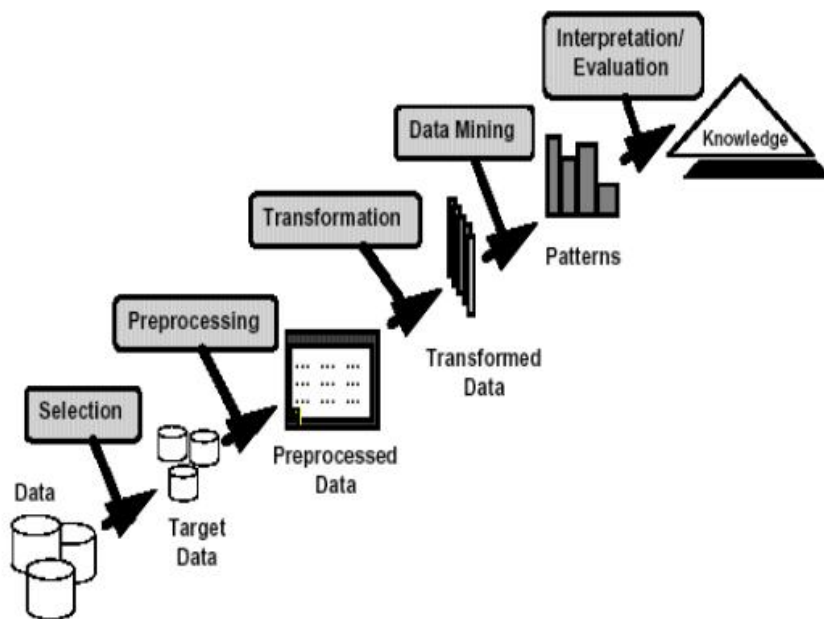 Interpretation/
Evaluation
Data Mining
Knowledge
Transformation
Patterns
Preprocessing
Transformed
Data
Selection
Preprocessed
Data
Data
Target
Data